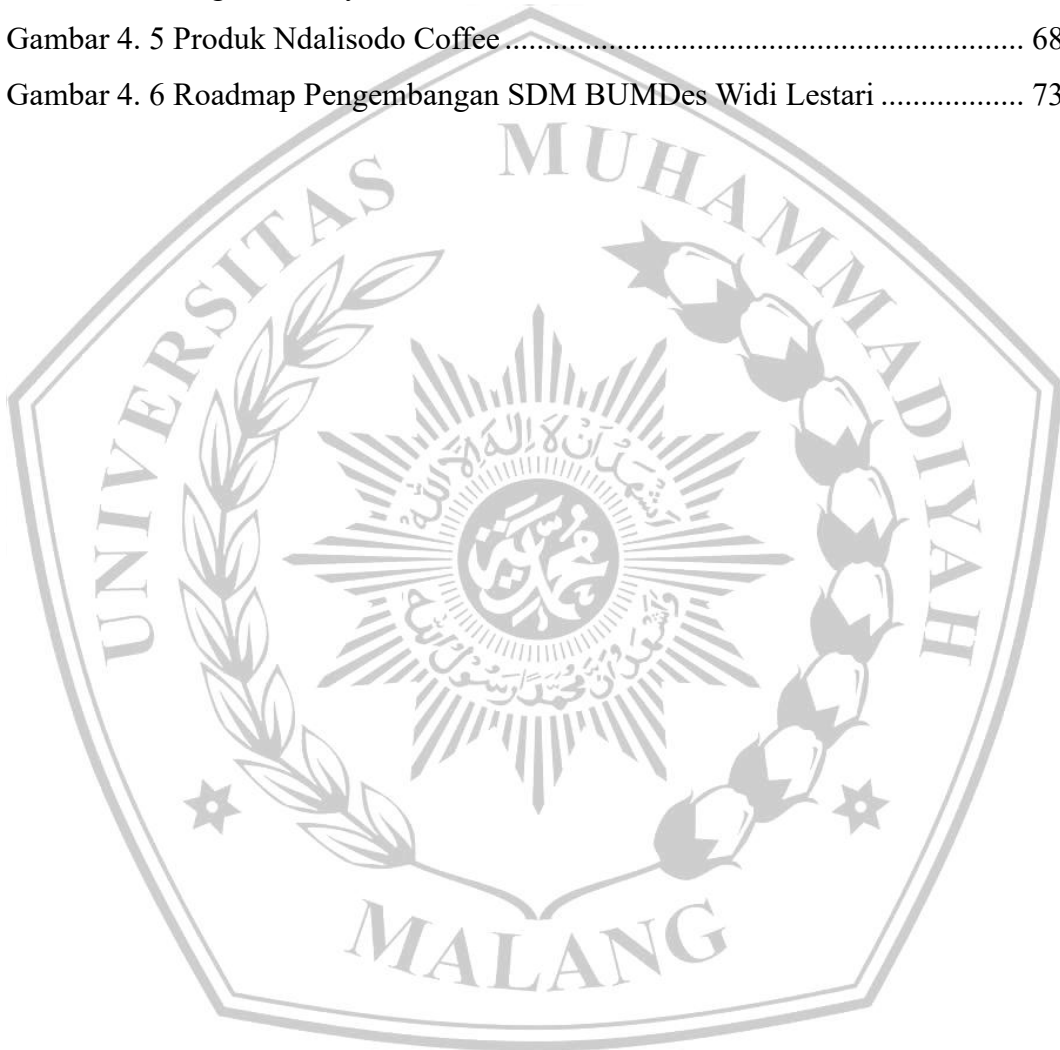 Gambar 4. 5 Produk Ndalisodo Coffee ................................................................ 68
Gambar 4. 6 Roadmap Pengembangan SDM BUMDes Widi Lestari .................. 73
UNIVERSITAS MUHAMMADIYAH
MALANG